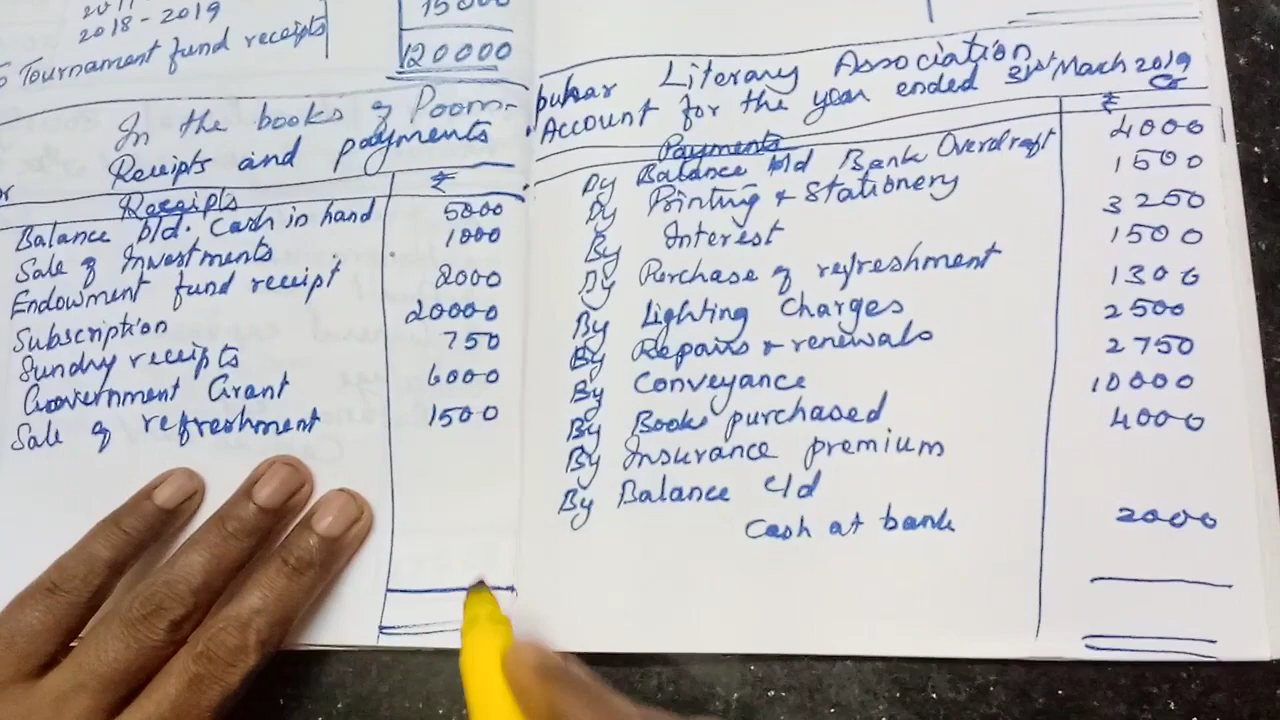 2018-2019
15000
Tournament fund receipts
120000
In the books of Poom-
puhar Literary Association
Receipts and payments
Account for the year ended 31st March 2019
Receipts
₹
Balance b/d. Cash in hand 5000
Sale of Investments 1000
Endowment fund receipt 2000
Subscription 20000
Sundry receipts 750
Government Grant 6000
Sale of refreshment 1500
Cr
Payments
₹
By Balance b/d Bank Overdraft 4000
By Printing & Stationery 1500
By Interest 3250
By Purchase of refreshment 1500
By Lighting Charges 1300
By Repairs & renewals 2500
By Conveyance 2750
By Books purchased 10000
By Insurance premium 4000
By Balance c/d
Cash at bank 2000